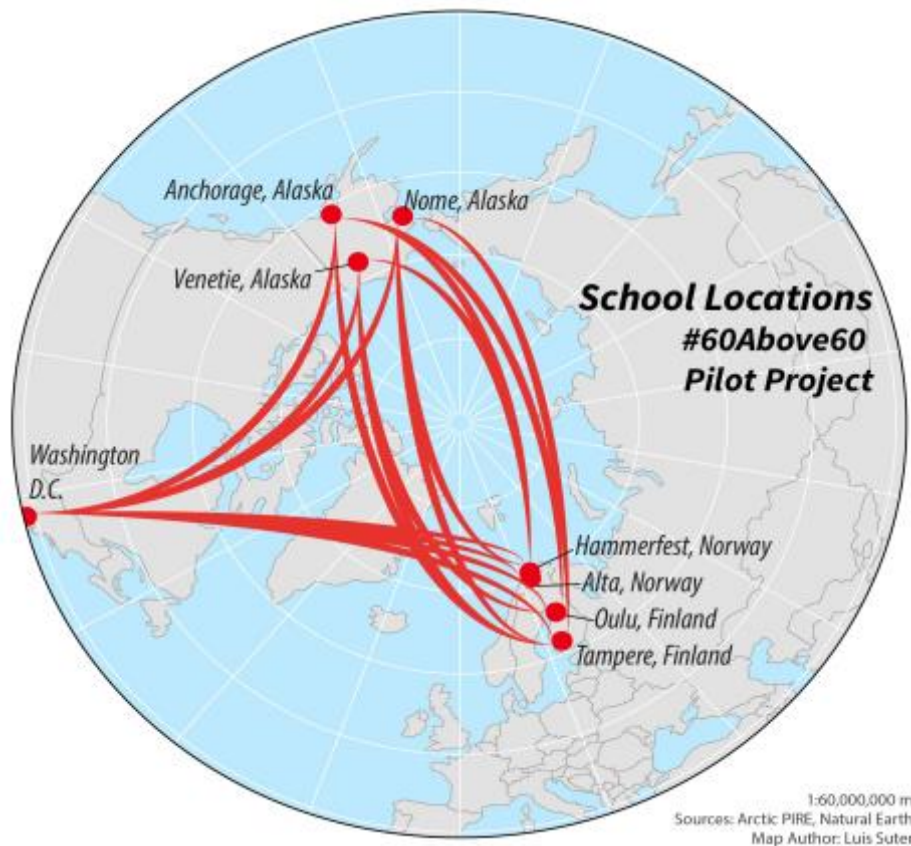 Anchorage, Alaska
Nome, Alaska
Venetie, Alaska
School Locations
#60Above60
Pilot Project
Washington
D.C.
Hammerfest, Norway
Alta, Norway
Oulu, Finland
Tampere, Finland
1:60,000,000 m
Sources: Arctic PIRE, Natural Earth
Map Author: Luis Suter